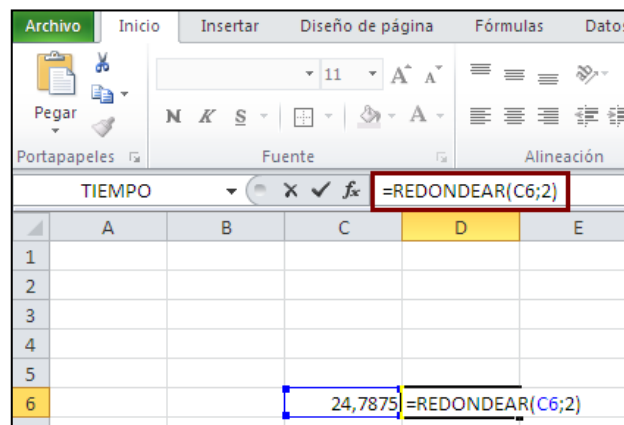 Archivo Inicio Insertar Diseño de página Fórmulas Datos
11 A A
Pegar N K S A
Portapapeles Fuente Alineación
TIEMPO fx =REDONDEAR(C6;2)
A B C D E
1
2
3
4
5
6 24,7875 =REDONDEAR(C6;2)